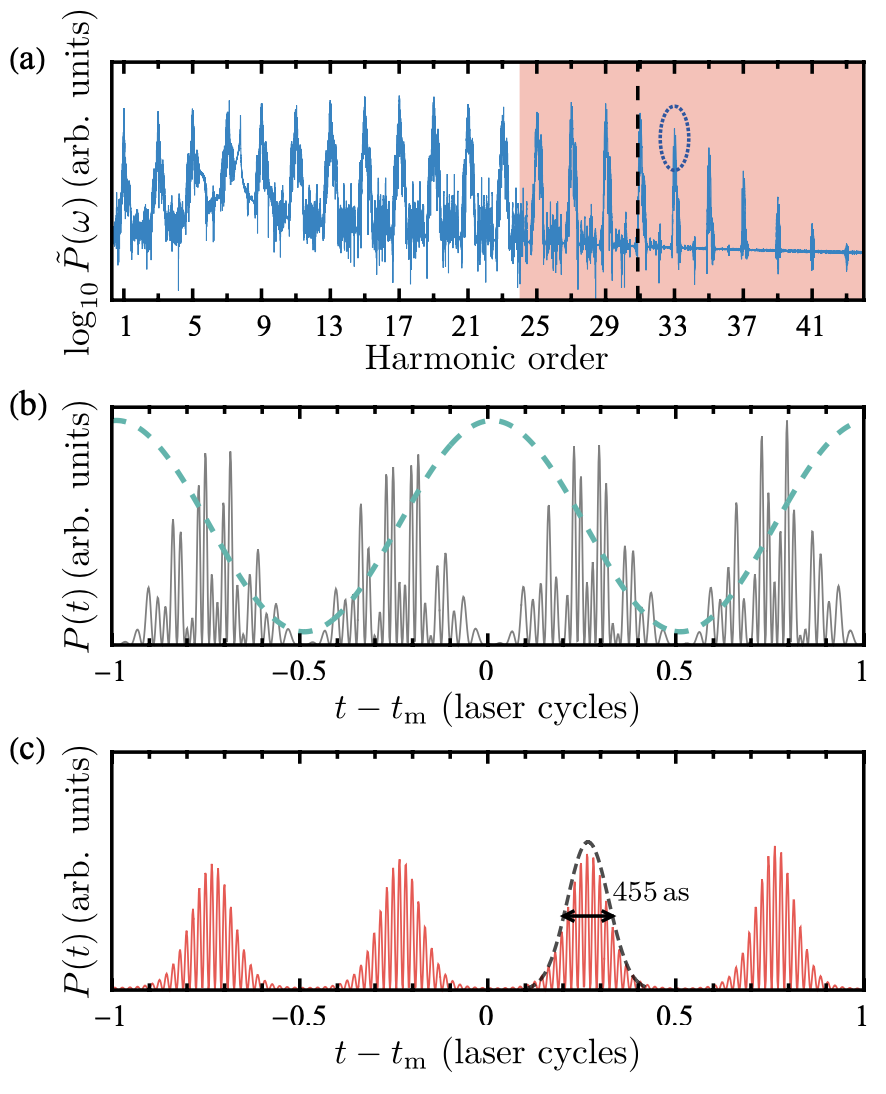 (a)
log₁₀ P̃(ω) (arb. units)
1 5 9 13 17 21 25 29 33 37 41
Harmonic order
(b)
P(t) (arb. units)
−1 −0.5 0 0.5 1
t − tₘ (laser cycles)
(c)
P(t) (arb. units)
455 as
−1 −0.5 0 0.5 1
t − tₘ (laser cycles)